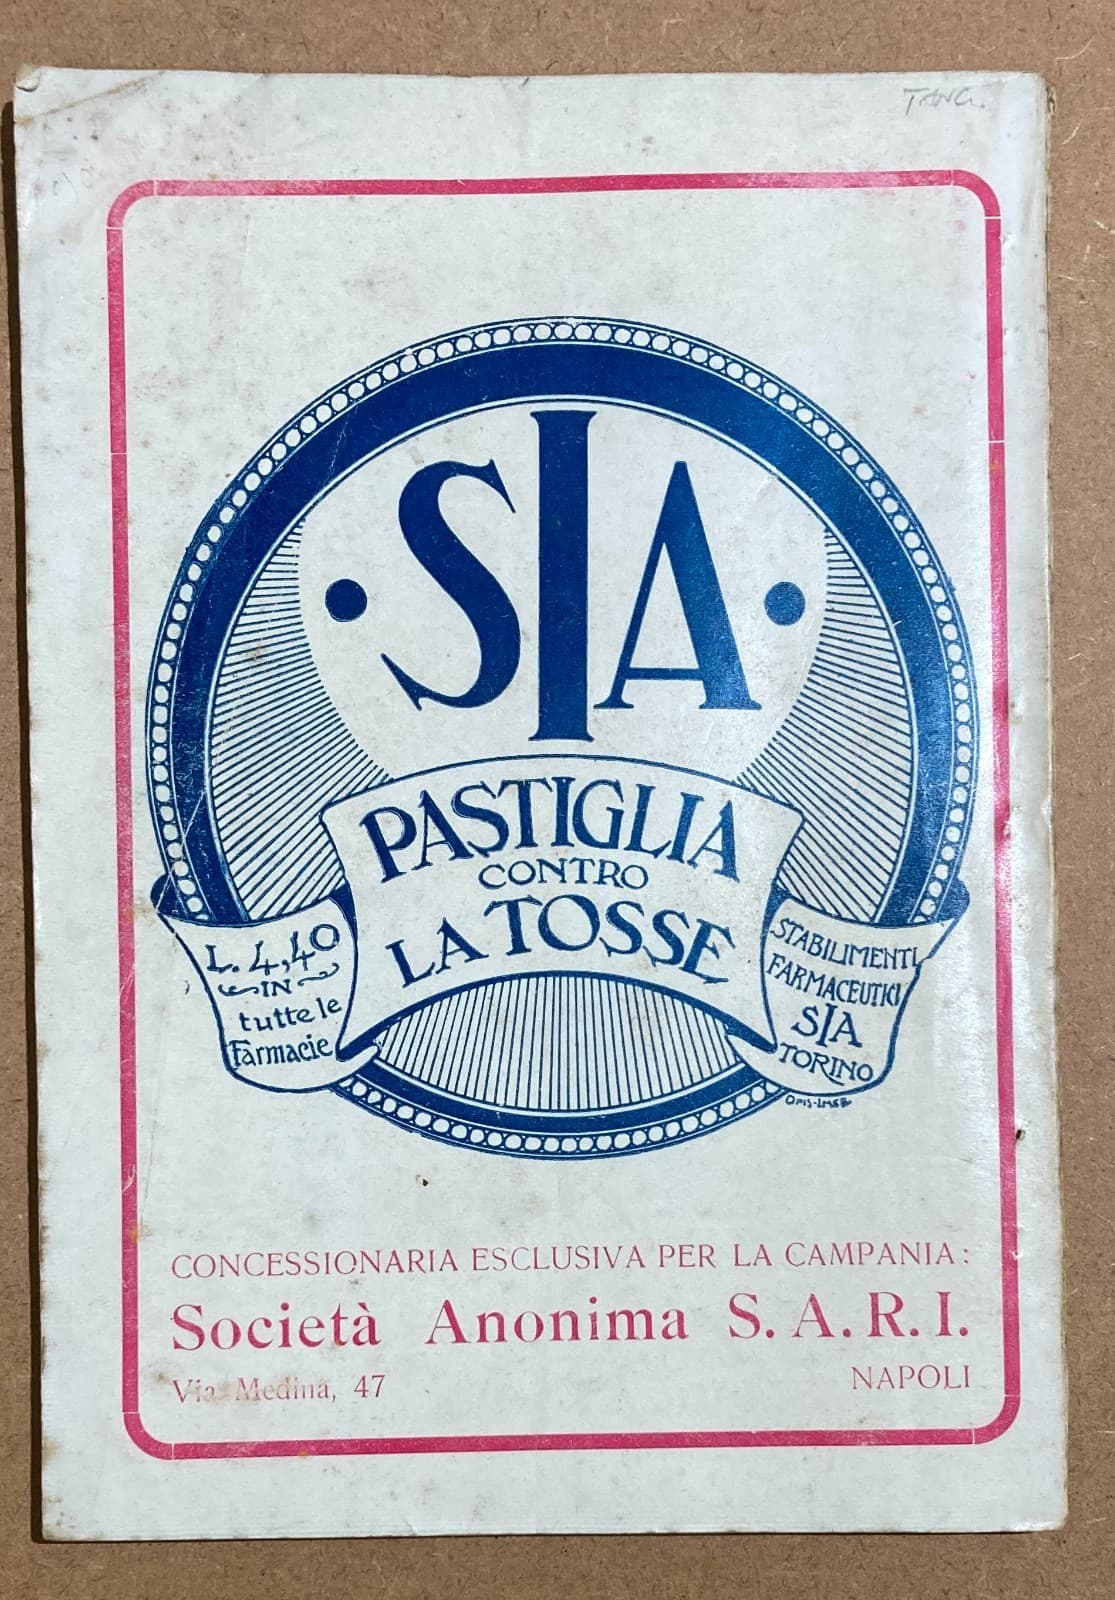 SIA
PASTIGLIA
CONTRO
LA TOSSE
L. 4,40
IN
tutte le
Farmacie
STABILIMENTI
FARMACEUTICI
SIA
TORINO
CONCESSIONARIA ESCLUSIVA PER LA CAMPANIA:
Società Anonima S. A. R. I.
Via Medina, 47
NAPOLI